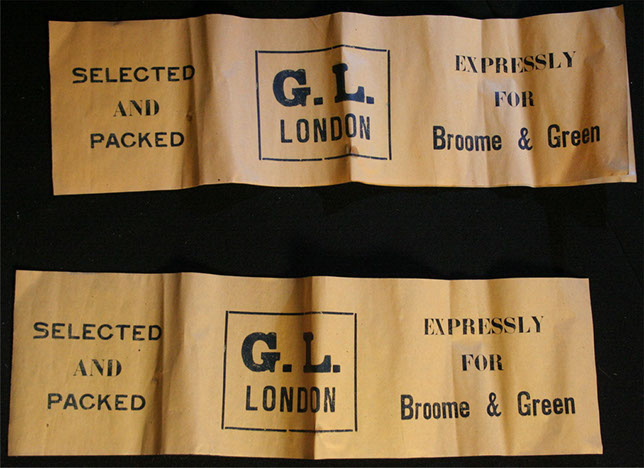 SELECTED
AND
PACKED
G. L.
LONDON
EXPRESSLY
FOR
Broome & Green
SELECTED
AND
PACKED
G. L.
LONDON
EXPRESSLY
FOR
Broome & Green